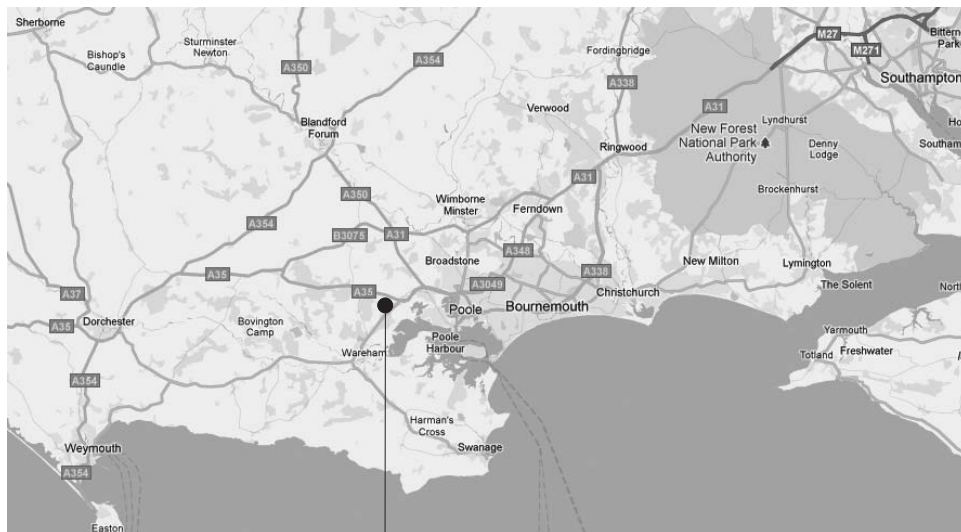 Sherborne
Bishop's
Caundle
Sturminster
Newton
A350
A354
Fordingbridge
A338
M27
M271
Southampton
Verwood
A31
Blandford
Forum
New Forest
National Park
Authority
Lyndhurst
Denny
Lodge
Ringwood
Brockenhurst
A350
A31
Wimborne
Minster
Ferndown
A354
B3075
A31
A348
Broadstone
A35
A338
New Milton
Lymington
A3049
A37
A35
Christchurch
The Solent
Poole
Bournemouth
A35
Dorchester
Bovington
Camp
Poole
Harbour
Wareham
Yarmouth
Totland
Freshwater
A354
Harman's
Cross
Swanage
Weymouth
A354
Easton